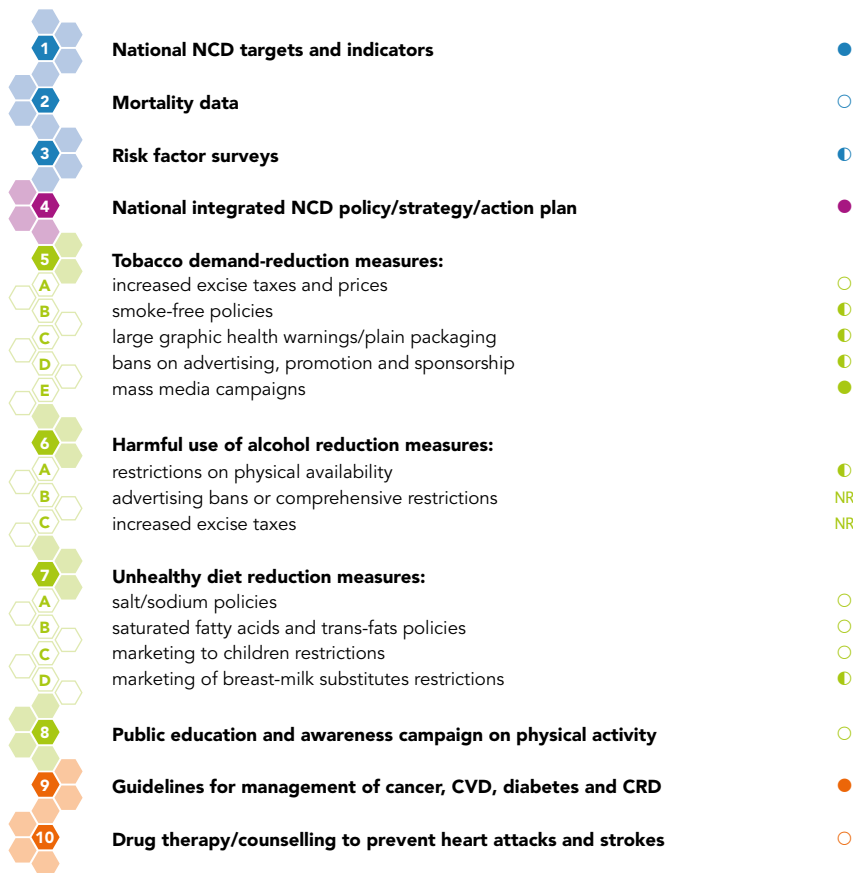 1 National NCD targets and indicators ●
2 Mortality data ○
3 Risk factor surveys ◐
4 National integrated NCD policy/strategy/action plan ●
5 Tobacco demand-reduction measures:
A increased excise taxes and prices ○
B smoke-free policies ◐
C large graphic health warnings/plain packaging ◐
D bans on advertising, promotion and sponsorship ◐
E mass media campaigns ●
6 Harmful use of alcohol reduction measures:
A restrictions on physical availability ◐
B advertising bans or comprehensive restrictions NR
C increased excise taxes NR
7 Unhealthy diet reduction measures:
A salt/sodium policies ○
B saturated fatty acids and trans-fats policies ○
C marketing to children restrictions ○
D marketing of breast-milk substitutes restrictions ◐
8 Public education and awareness campaign on physical activity ○
9 Guidelines for management of cancer, CVD, diabetes and CRD ●
10 Drug therapy/counselling to prevent heart attacks and strokes ○